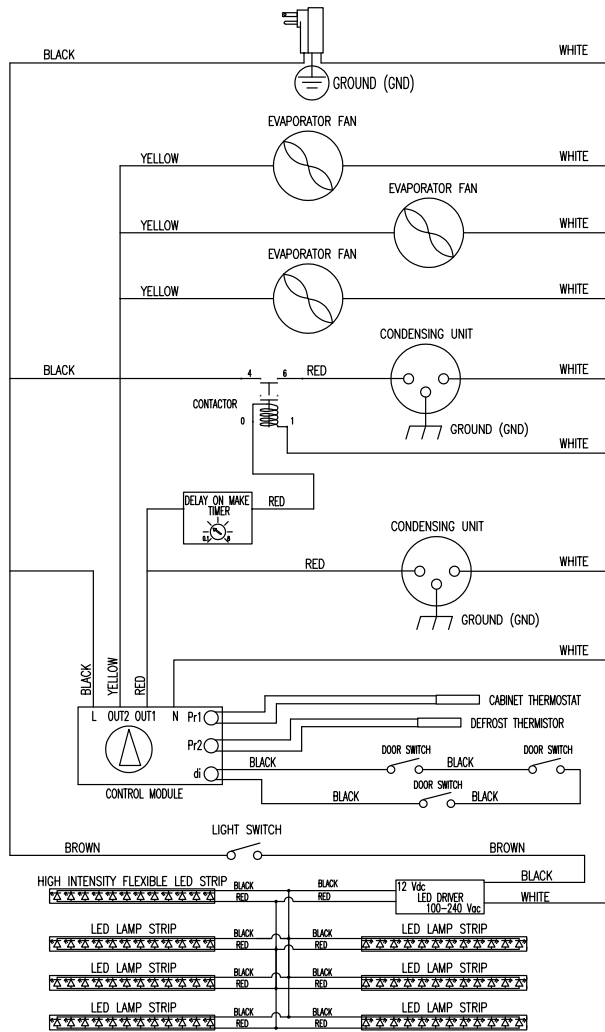 BLACK
WHITE
GROUND (GND)
EVAPORATOR FAN
YELLOW
WHITE
EVAPORATOR FAN
YELLOW
WHITE
EVAPORATOR FAN
YELLOW
WHITE
CONDENSING UNIT
BLACK
4
6
RED
WHITE
CONTACTOR
0
1
GROUND (GND)
WHITE
DELAY ON MAKE
TIMER
RED
0.1
8
CONDENSING UNIT
RED
WHITE
GROUND (GND)
WHITE
BLACK
YELLOW
RED
L OUT2 OUT1 N
Pr1
CABINET THERMOSTAT
DEFROST THERMISTOR
Pr2
DOOR SWITCH
DOOR SWITCH
BLACK
BLACK
di
DOOR SWITCH
BLACK
BLACK
CONTROL MODULE
LIGHT SWITCH
BROWN
BROWN
BLACK
HIGH INTENSITY FLEXIBLE LED STRIP
BLACK
BLACK
12 Vdc
LED DRIVER
100-240 Vac
RED
RED
WHITE
LED LAMP STRIP
LED LAMP STRIP
BLACK
BLACK
RED
RED
LED LAMP STRIP
LED LAMP STRIP
BLACK
BLACK
RED
RED
LED LAMP STRIP
LED LAMP STRIP
BLACK
BLACK
RED
RED